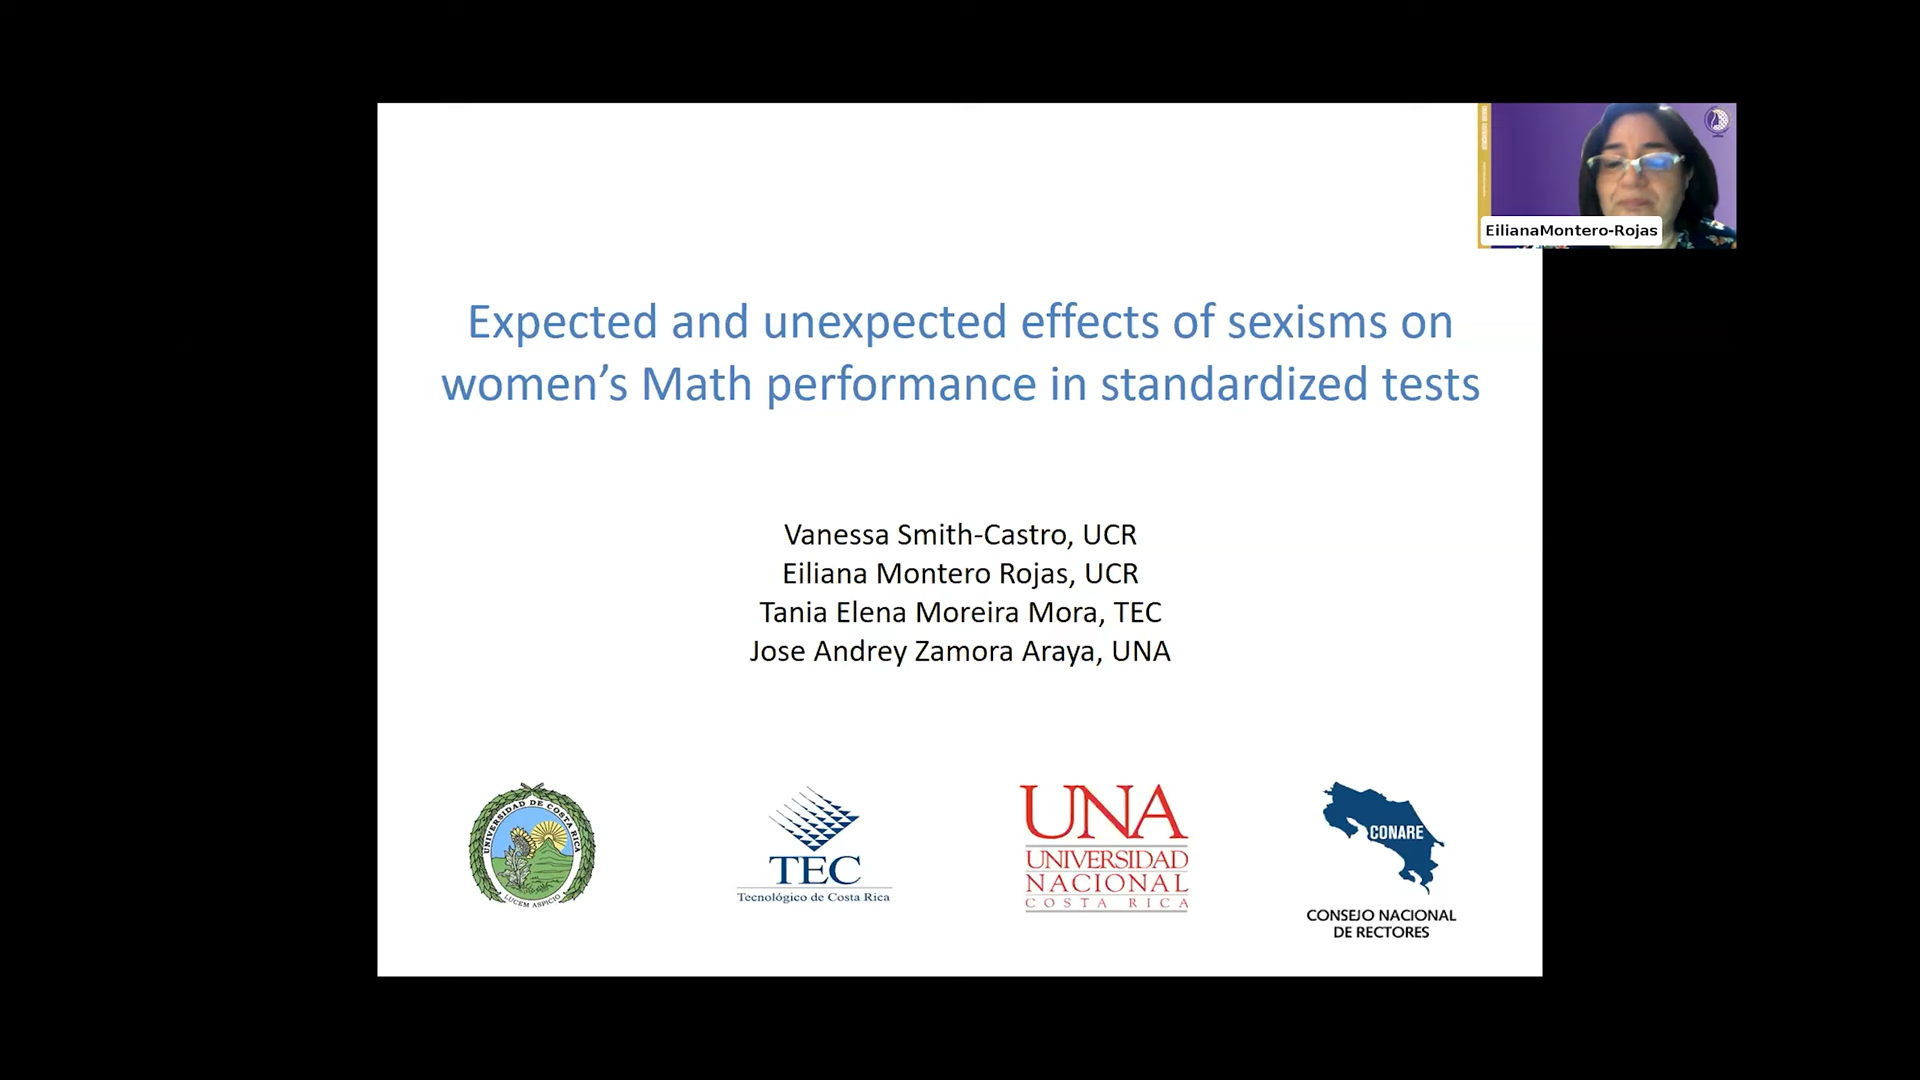 EilianaMontero-Rojas
Expected and unexpected effects of sexisms on
women's Math performance in standardized tests
Vanessa Smith-Castro, UCR
Eiliana Montero Rojas, UCR
Tania Elena Moreira Mora, TEC
Jose Andrey Zamora Araya, UNA
UNIVERSIDAD DE COSTA RICA
LUCEM ASPICIO
TEC
Tecnológico de Costa Rica
UNA
UNIVERSIDAD
NACIONAL
COSTA RICA
CONARE
CONSEJO NACIONAL
DE RECTORES